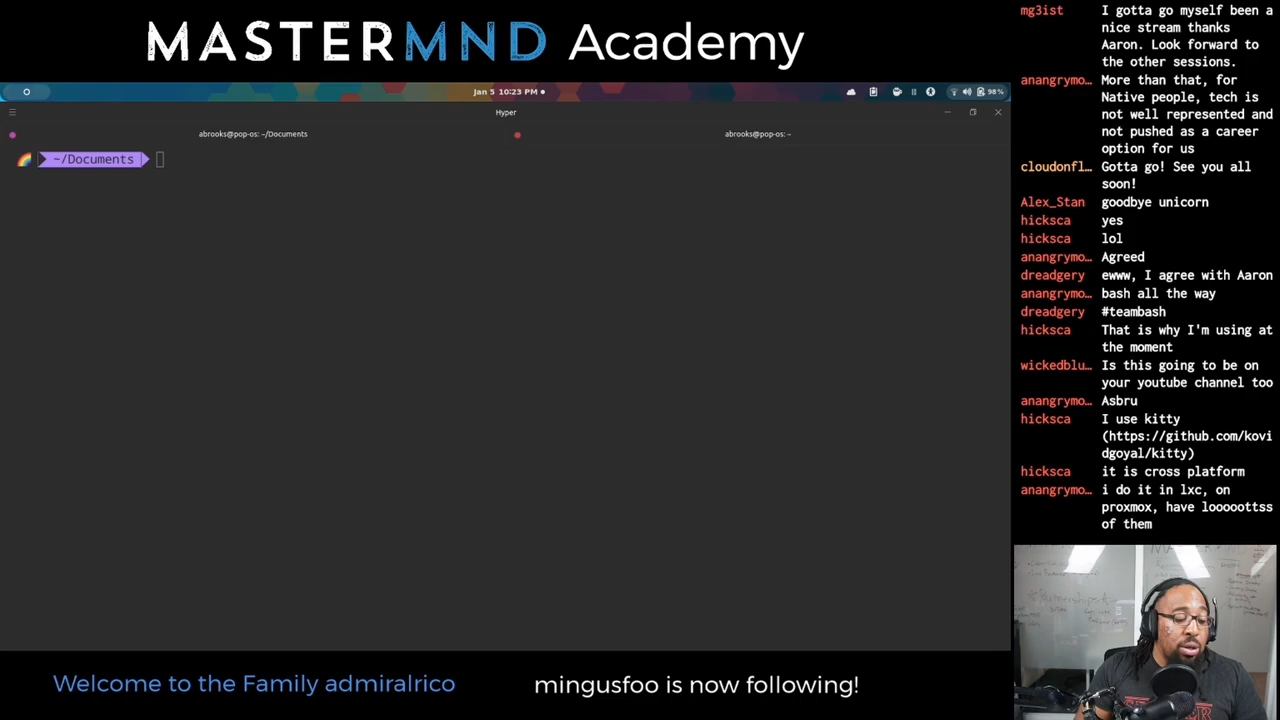 MASTERMND Academy
Jan 5 10:23 PM
98%
Hyper
abrooks@pop-os: ~/Documents
abrooks@pop-os: ~
~/Documents
mg3ist I gotta go myself been a
nice stream thanks
Aaron. Look forward to
the other sessions.
anangrymo… More than that, for
Native people, tech is
not well represented and
not pushed as a career
option for us
cloudonfl… Gotta go! See you all
soon!
Alex_Stan goodbye unicorn
hicksca yes
hicksca lol
anangrymo… Agreed
dreadgery ewww, I agree with Aaron
anangrymo… bash all the way
dreadgery #teambash
hicksca That is why I'm using at
the moment
wickedblu… Is this going to be on
your youtube channel too
anangrymo… Asbru
hicksca I use kitty
(https://github.com/kovi
dgoyal/kitty)
hicksca it is cross platform
anangrymo… i do it in lxc, on
proxmox, have looooottss
of them
Welcome to the Family admiralrico
mingusfoo is now following!